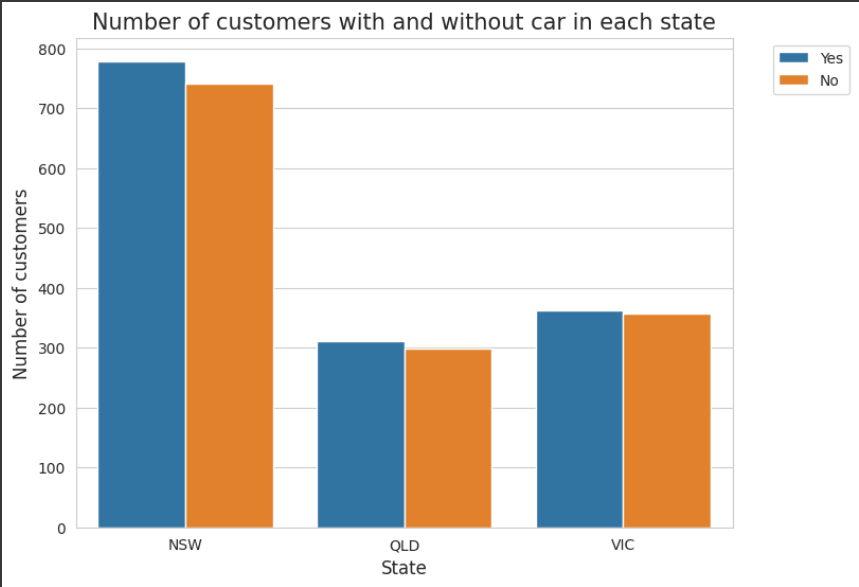 Number of customers with and without car in each state
Yes
No
Number of customers
800
700
600
500
400
300
200
100
0
NSW
QLD
VIC
State